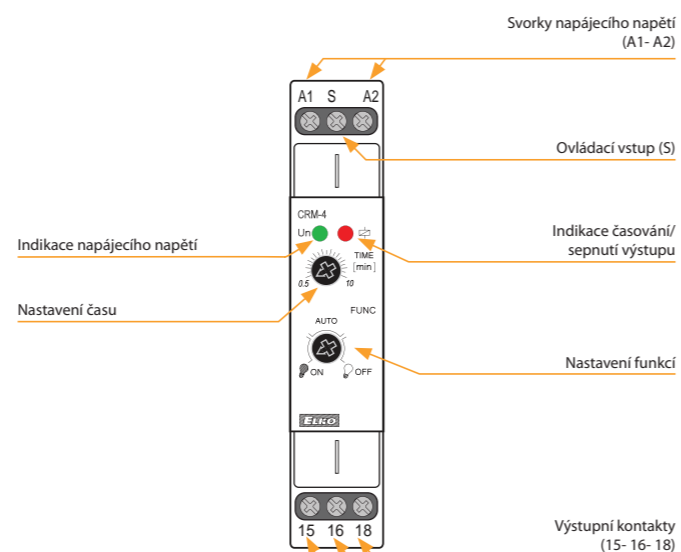 Svorky napájecího napětí
(A1- A2)
A1 S A2
Ovládací vstup (S)
CRM-4
Un
Indikace napájecího napětí
Indikace časování/
sepnutí výstupu
TIME
[min]
0.5 10
Nastavení času
FUNC
AUTO
ON OFF
Nastavení funkcí
ELKO
15 16 18
Výstupní kontakty
(15- 16- 18)